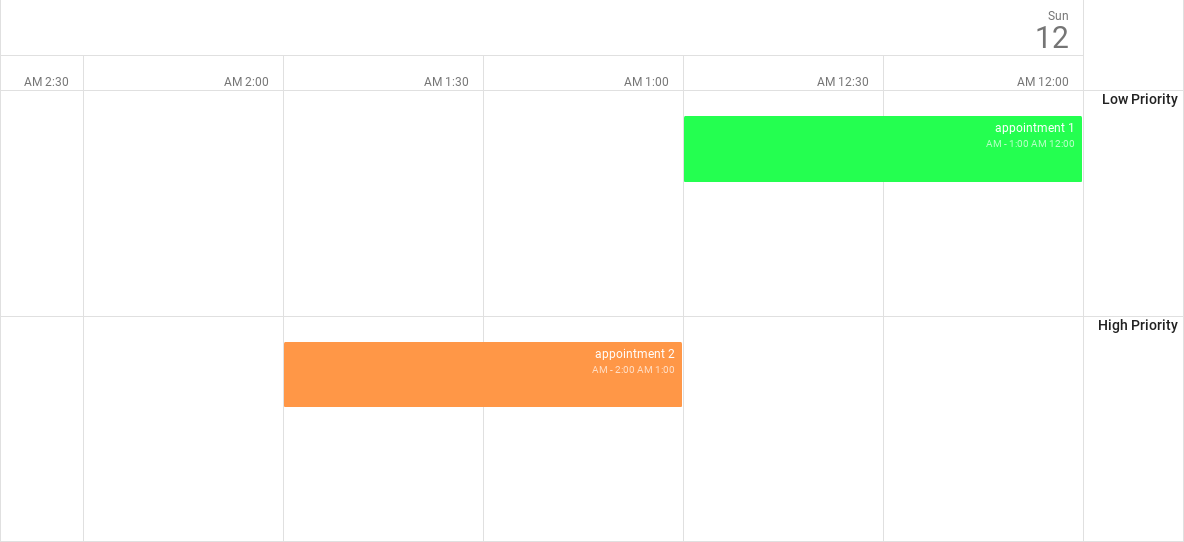 Sun
12
AM 2:30
AM 2:00
AM 1:30
AM 1:00
AM 12:30
AM 12:00
Low Priority
appointment 1
AM - 1:00 AM 12:00
High Priority
appointment 2
AM - 2:00 AM 1:00